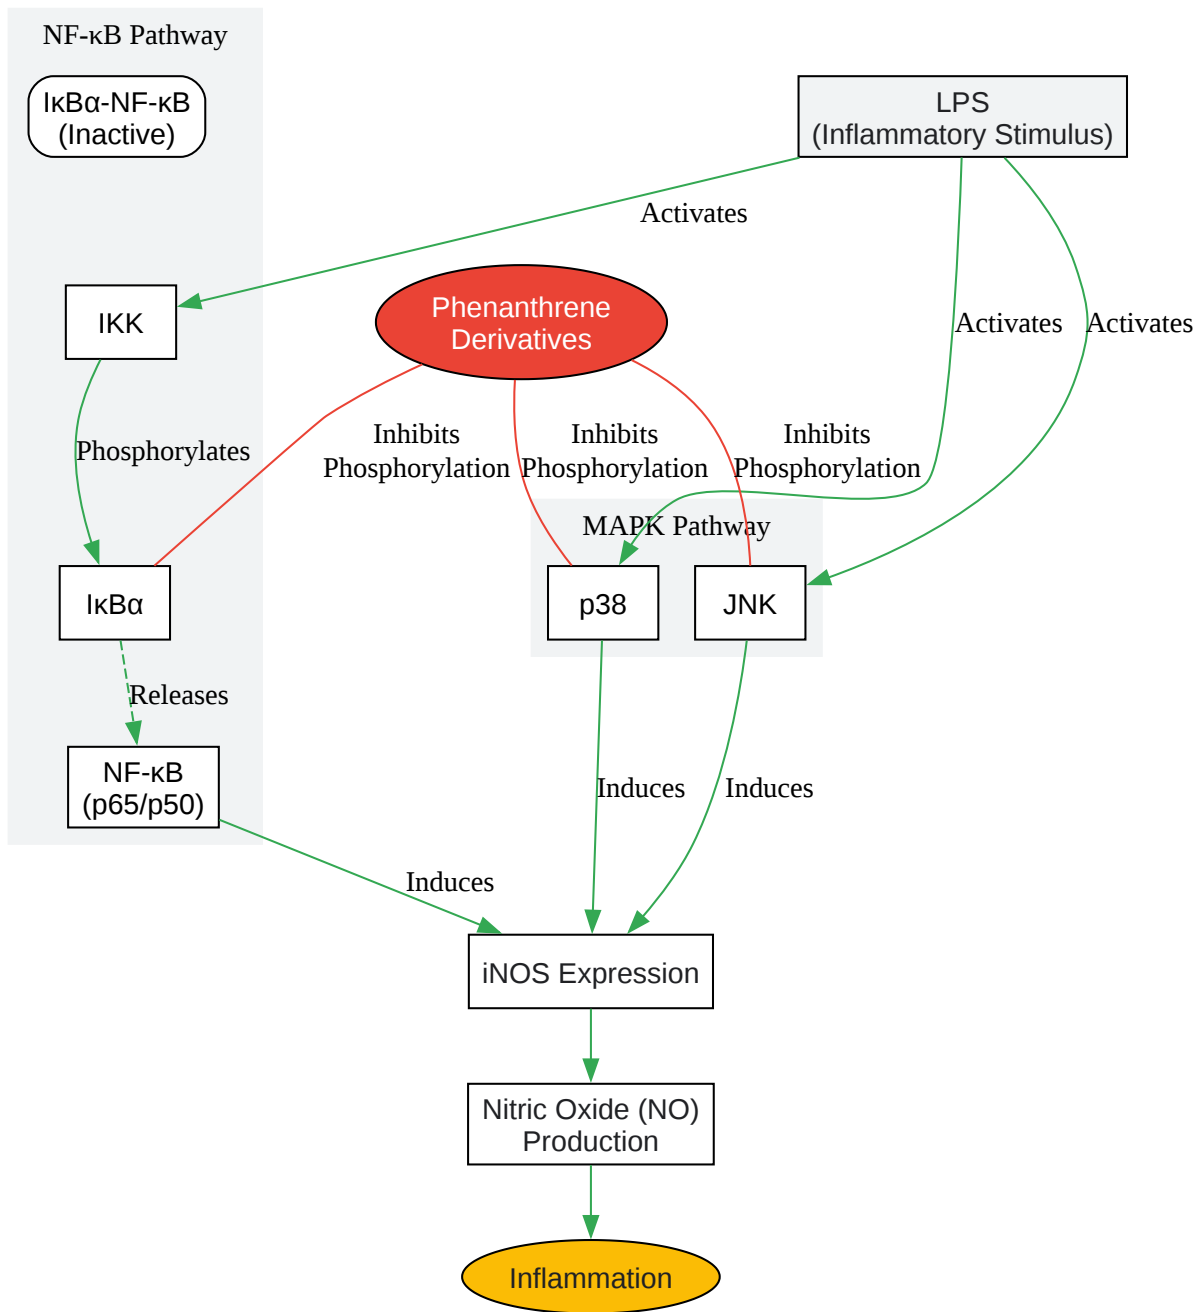 NF-κB Pathway
IκBα-NF-κB
(Inactive)
LPS
(Inflammatory Stimulus)
Activates
IKK
Phenanthrene
Derivatives
Activates
Activates
Phosphorylates
Inhibits
Phosphorylation
Inhibits
Phosphorylation
Inhibits
Phosphorylation
MAPK Pathway
IκBα
p38
JNK
Releases
NF-κB
(p65/p50)
Induces
Induces
Induces
iNOS Expression
Nitric Oxide (NO)
Production
Inflammation